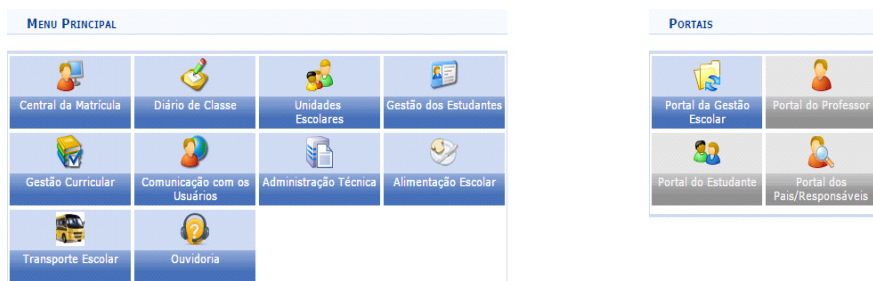 MENU PRINCIPAL
Central da Matrícula
Diário de Classe
Unidades
Escolares
Gestão dos Estudantes
Gestão Curricular
Comunicação com os
Usuários
Administração Técnica
Alimentação Escolar
Transporte Escolar
Ouvidoria
PORTAIS
Portal da Gestão
Escolar
Portal do Professor
Portal do Estudante
Portal dos
Pais/Responsáveis